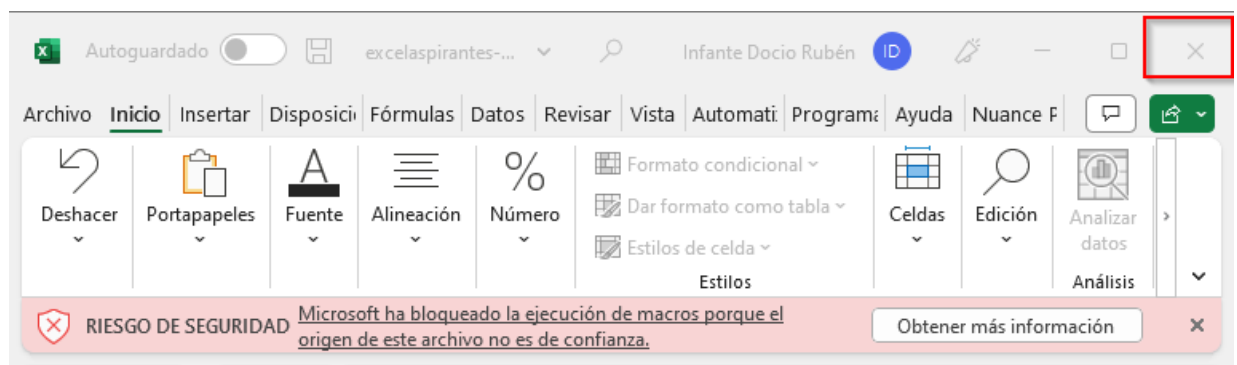 Autoguardado excelaspirantes-... Infante Docio Rubén ID
Archivo Inicio Insertar Disposici Fórmulas Datos Revisar Vista Automati Programa Ayuda Nuance P
Deshacer Portapapeles Fuente Alineación Número
Formato condicional
Dar formato como tabla
Estilos de celda
Estilos
Celdas Edición
Analizar
datos
Análisis
RIESGO DE SEGURIDAD
Microsoft ha bloqueado la ejecución de macros porque el
origen de este archivo no es de confianza.
Obtener más información